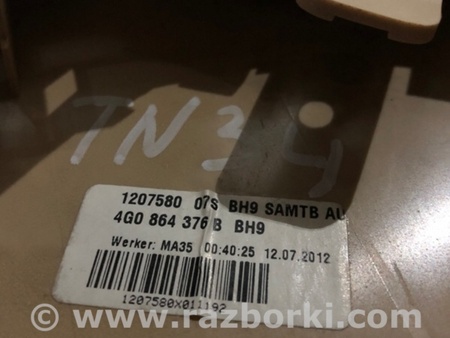 TN34
1207580 07S BH9 SAMTB AU
4G0 864 376 B BH9
Werker: MA35 00:40:25 12.07.2012
1207580X011192
© www.razborki.com